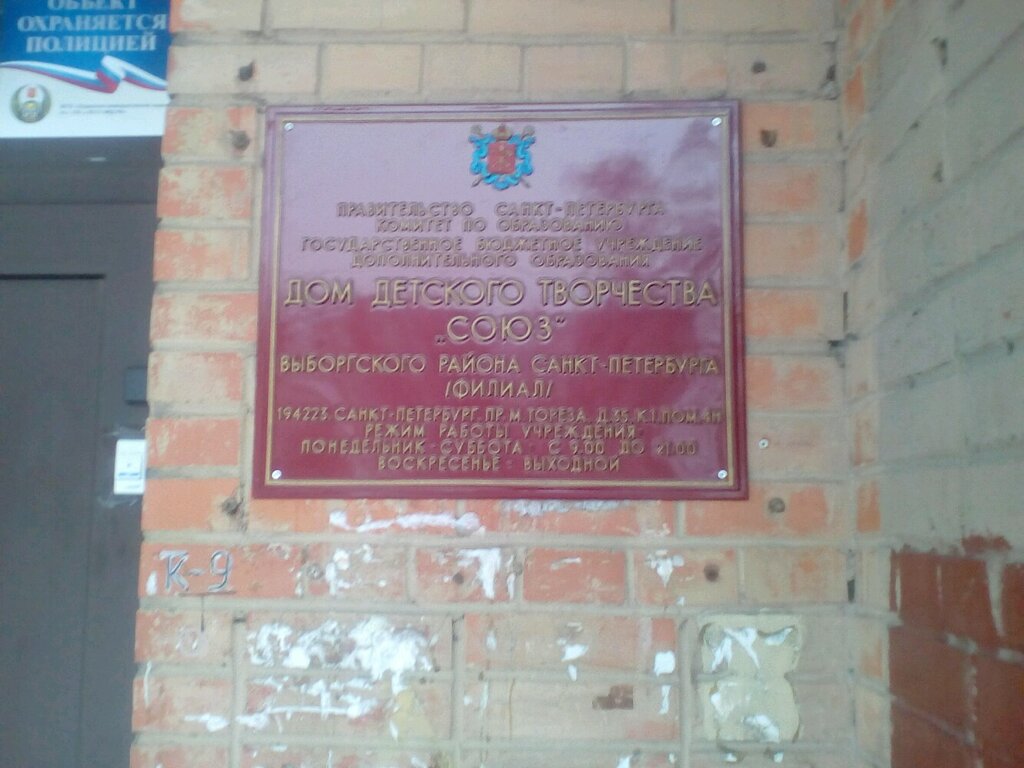 ОБЪЕКТ
ОХРАНЯЕТСЯ
ПОЛИЦИЕЙ
ПРАВИТЕЛЬСТВО САНКТ-ПЕТЕРБУРГА
КОМИТЕТ ПО ОБРАЗОВАНИЮ
ГОСУДАРСТВЕННОЕ БЮДЖЕТНОЕ УЧРЕЖДЕНИЕ
ДОПОЛНИТЕЛЬНОГО ОБРАЗОВАНИЯ
ДОМ ДЕТСКОГО ТВОРЧЕСТВА
„СОЮЗ"
ВЫБОРГСКОГО РАЙОНА САНКТ-ПЕТЕРБУРГА
/ФИЛИАЛ/
194223, САНКТ-ПЕТЕРБУРГ, ПР. М. ТОРЕЗА, Д.35, К.1, ПОМ.
РЕЖИМ РАБОТЫ УЧРЕЖДЕНИЯ:
ПОНЕДЕЛЬНИК - СУББОТА С 9.00 ДО 21.00
ВОСКРЕСЕНЬЕ - ВЫХОДНОЙ
К-9